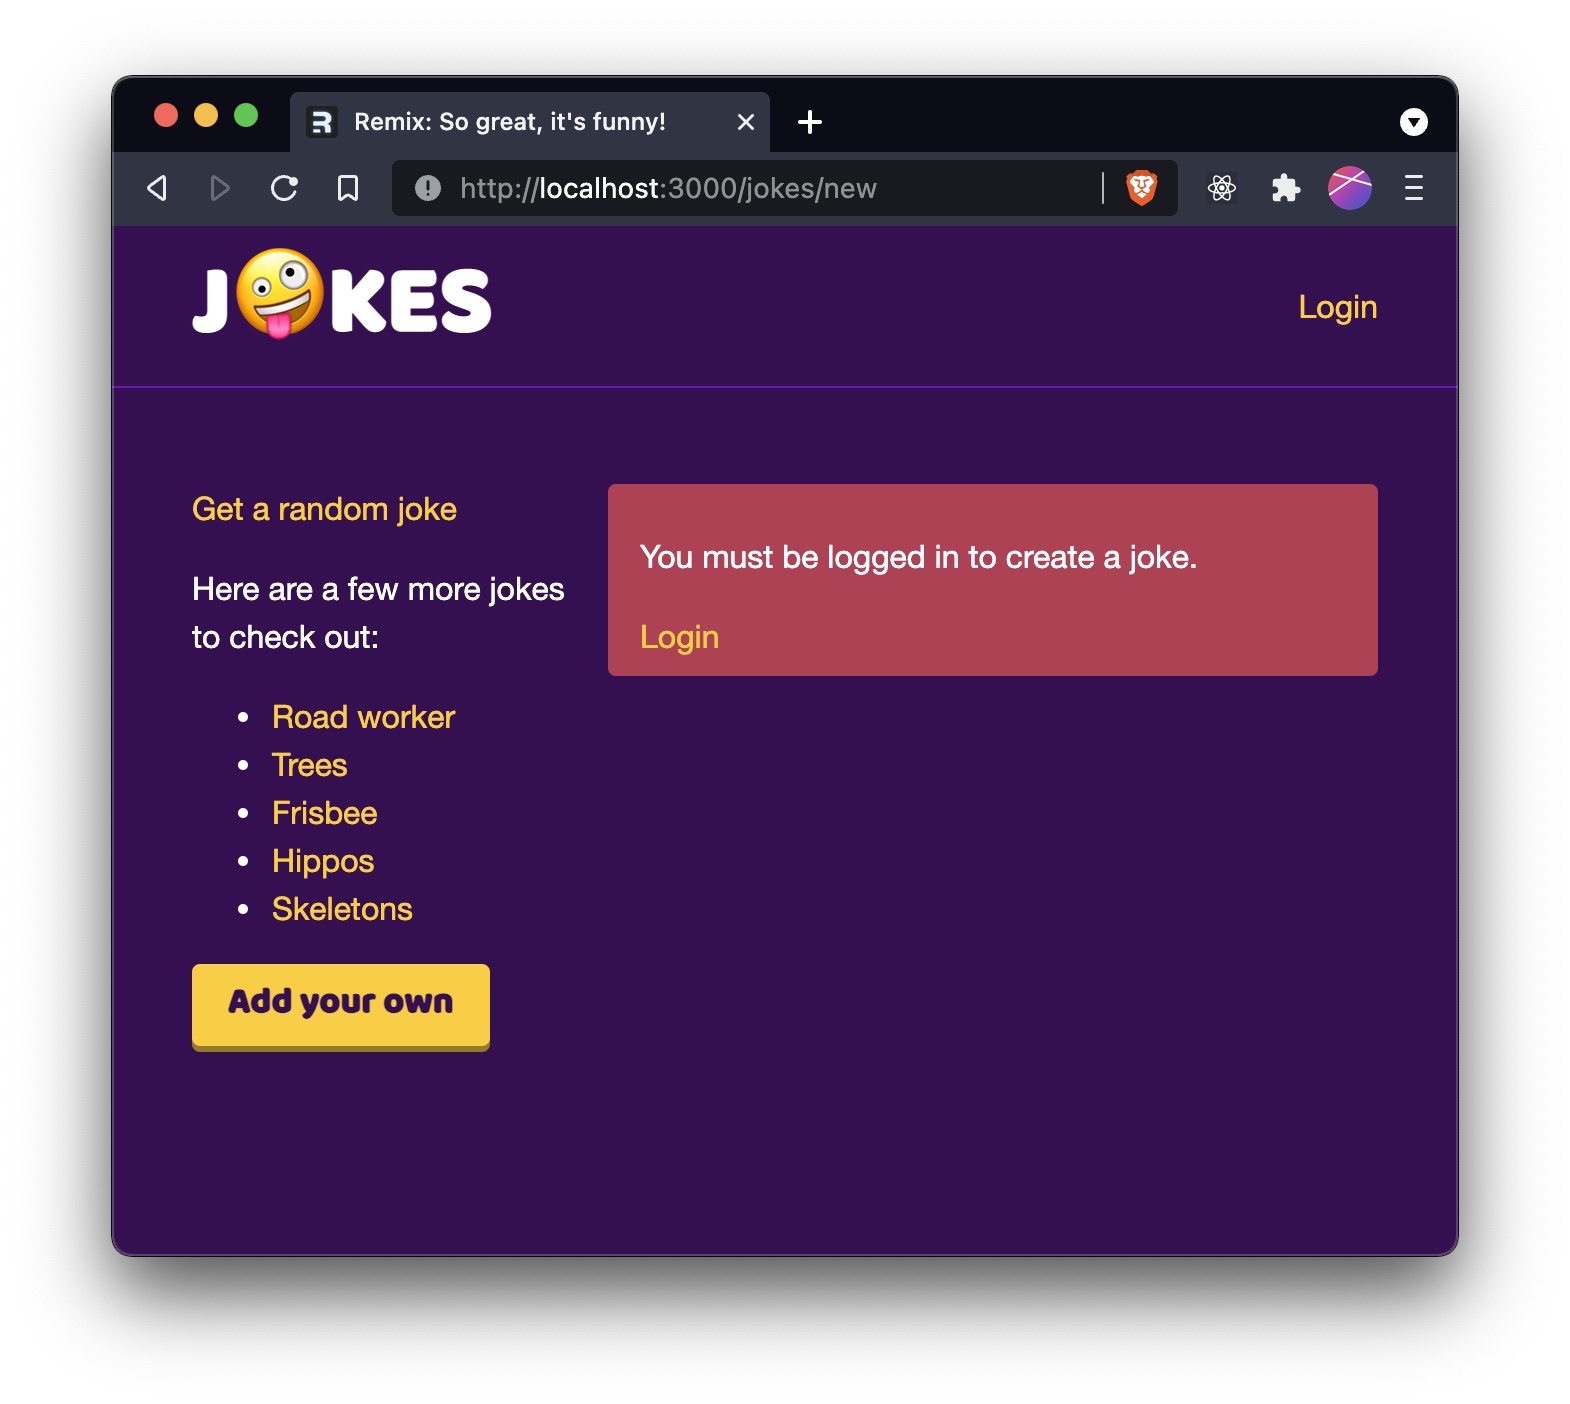 Remix: So great, it's funny!
http://localhost:3000/jokes/new
J🤪KES
Login
Get a random joke
Here are a few more jokes
to check out:
Road worker
Trees
Frisbee
Hippos
Skeletons
Add your own
You must be logged in to create a joke.
Login